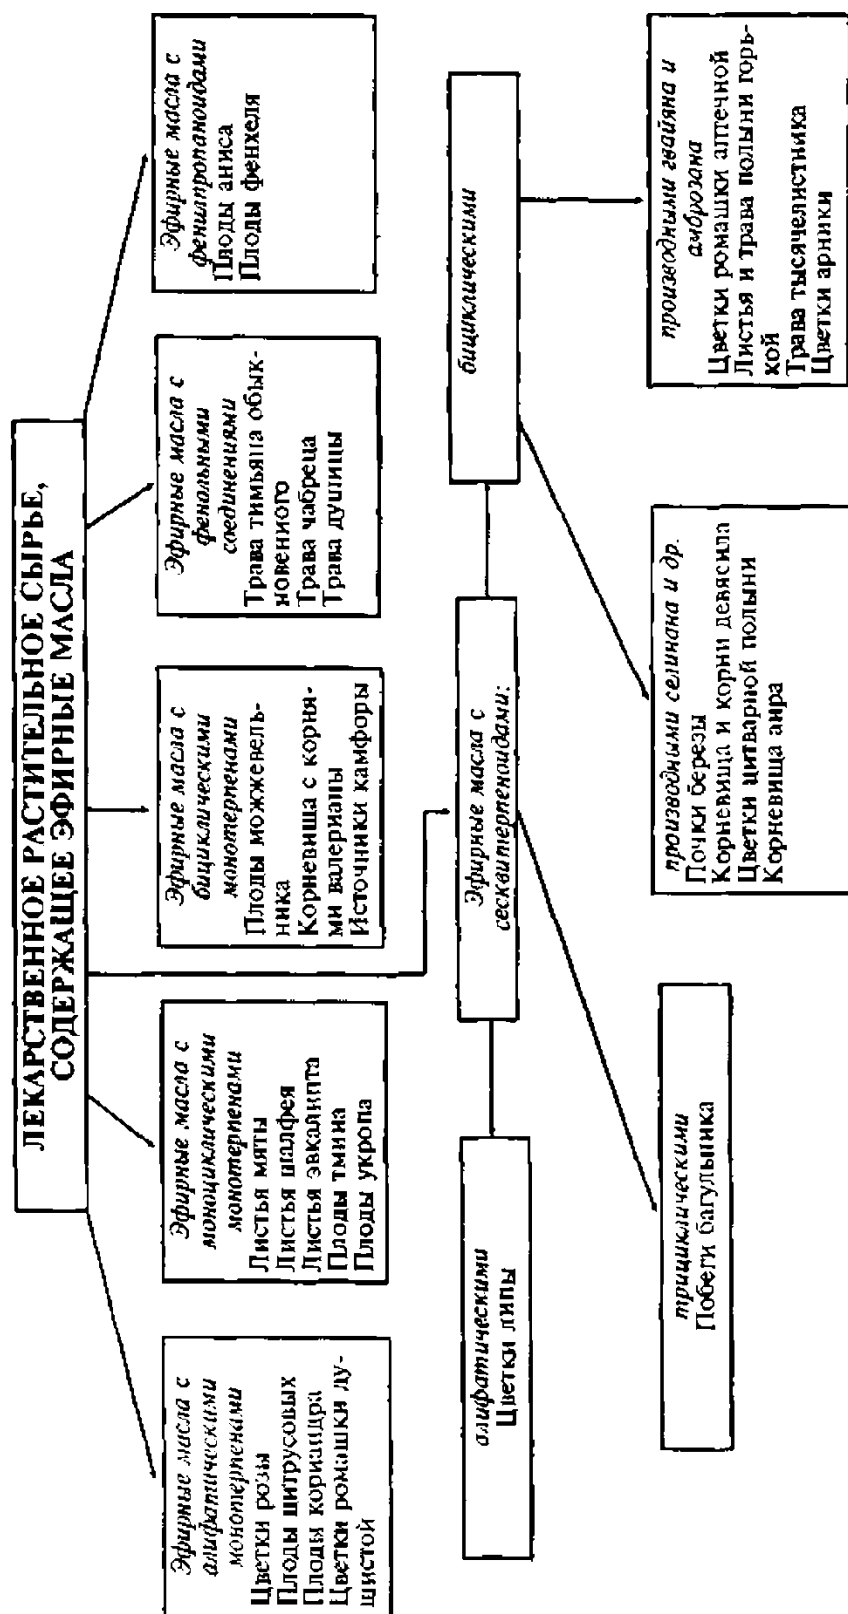 ЛЕКАРСТВЕННОЕ РАСТИТЕЛЬНОЕ СЫРЬЕ,
СОДЕРЖАЩЕЕ ЭФИРНЫЕ МАСЛА
Эфирные масла с
алифатическими
монотерпенами
Цветки розы
Плоды цитрусовых
Плоды кориандра
Цветки ромашки ду-
шистой
Эфирные масла с
моноциклическими
монотерпенами
Листья мяты
Листья шалфея
Листья эвкалипта
Плоды тмина
Плоды укропа
Эфирные масла с
бициклическими
монотерпенами
Плоды можжевель-
ника
Корневища с корня-
ми валерианы
Источники камфоры
Эфирные масла с
фенольными
соединениями
Трава тимьяна обык-
новенного
Трава чабреца
Трава душицы
Эфирные масла с
фенилпропаноидами
Плоды аниса
Плоды фенхеля
алифатическими
Цветки липы
Эфирные масла с
сесквитерпеноидами:
бициклическими
трициклическими
Побеги багульника
производными селинана и др.
Почки березы
Корневища и корни девясила
Цветки цитварной полыни
Корневища аира
производными гвайяна и
амброзана
Цветки ромашки аптечной
Листья и трава полыни горь-
кой
Трава тысячелистника
Цветки арники